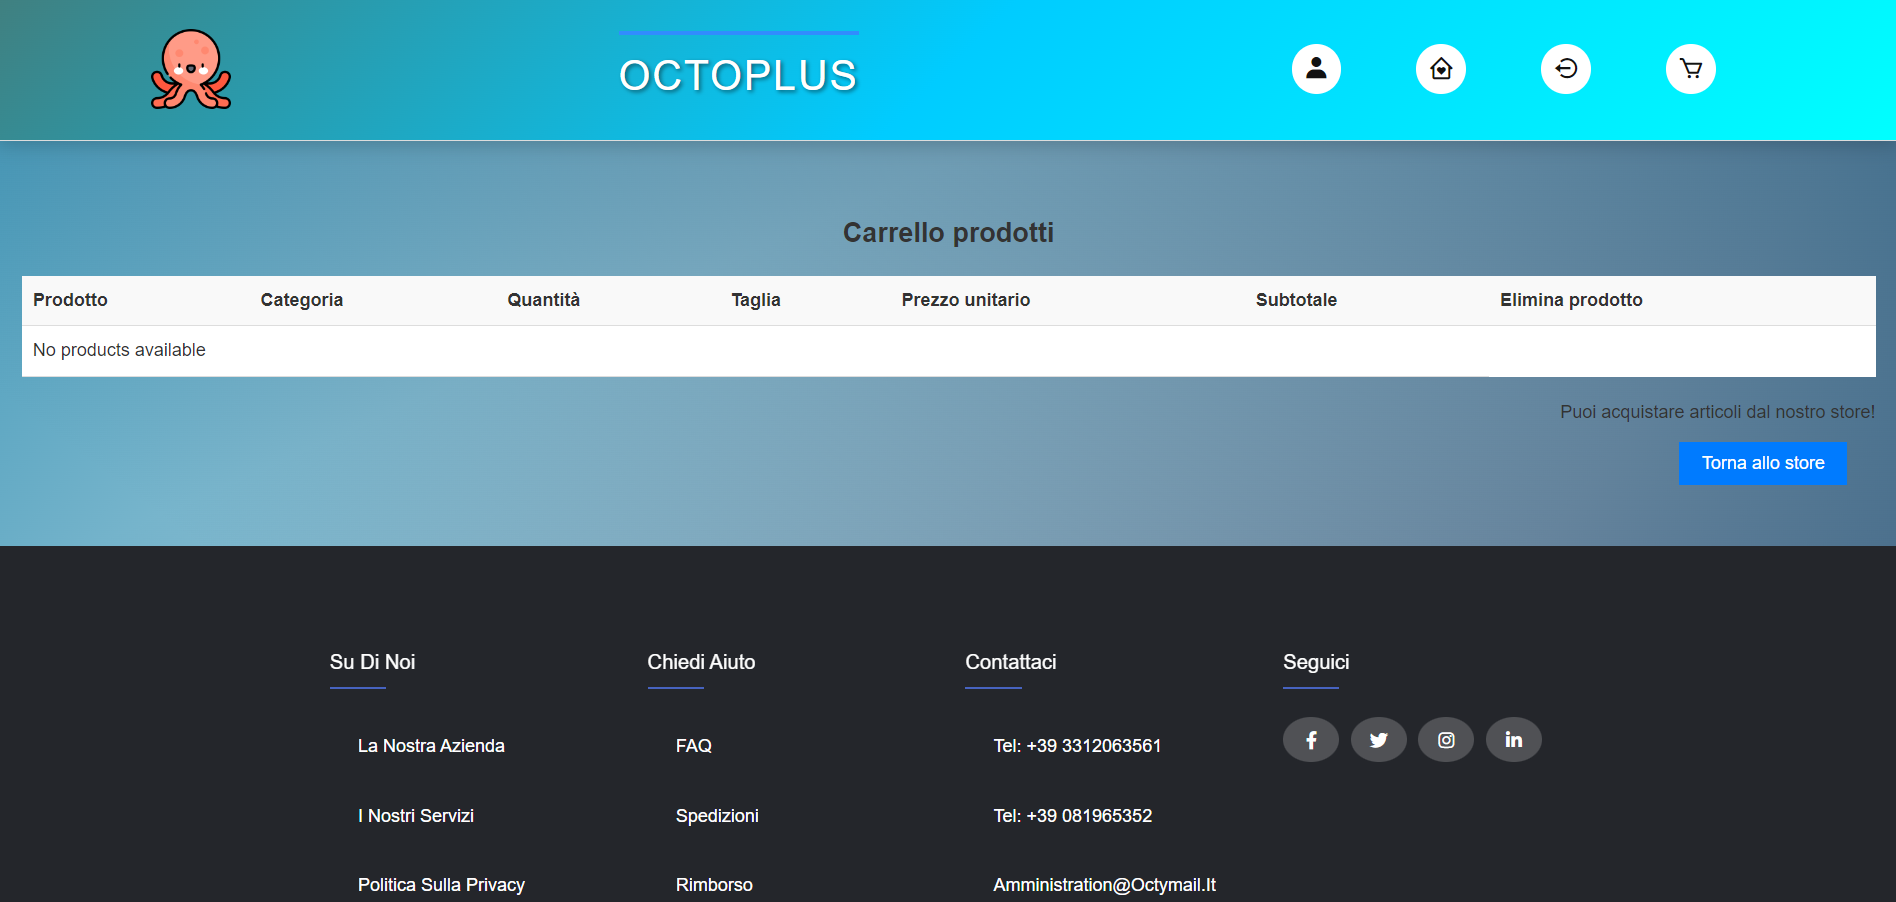 OCTOPLUS
Carrello prodotti
Prodotto Categoria Quantità Taglia Prezzo unitario Subtotale Elimina prodotto
No products available
Puoi acquistare articoli dal nostro store!
Torna allo store
Su Di Noi Chiedi Aiuto Contattaci Seguici
La Nostra Azienda FAQ Tel: +39 3312063561
I Nostri Servizi Spedizioni Tel: +39 081965352
Politica Sulla Privacy Rimborso Amministration@Octymail.It